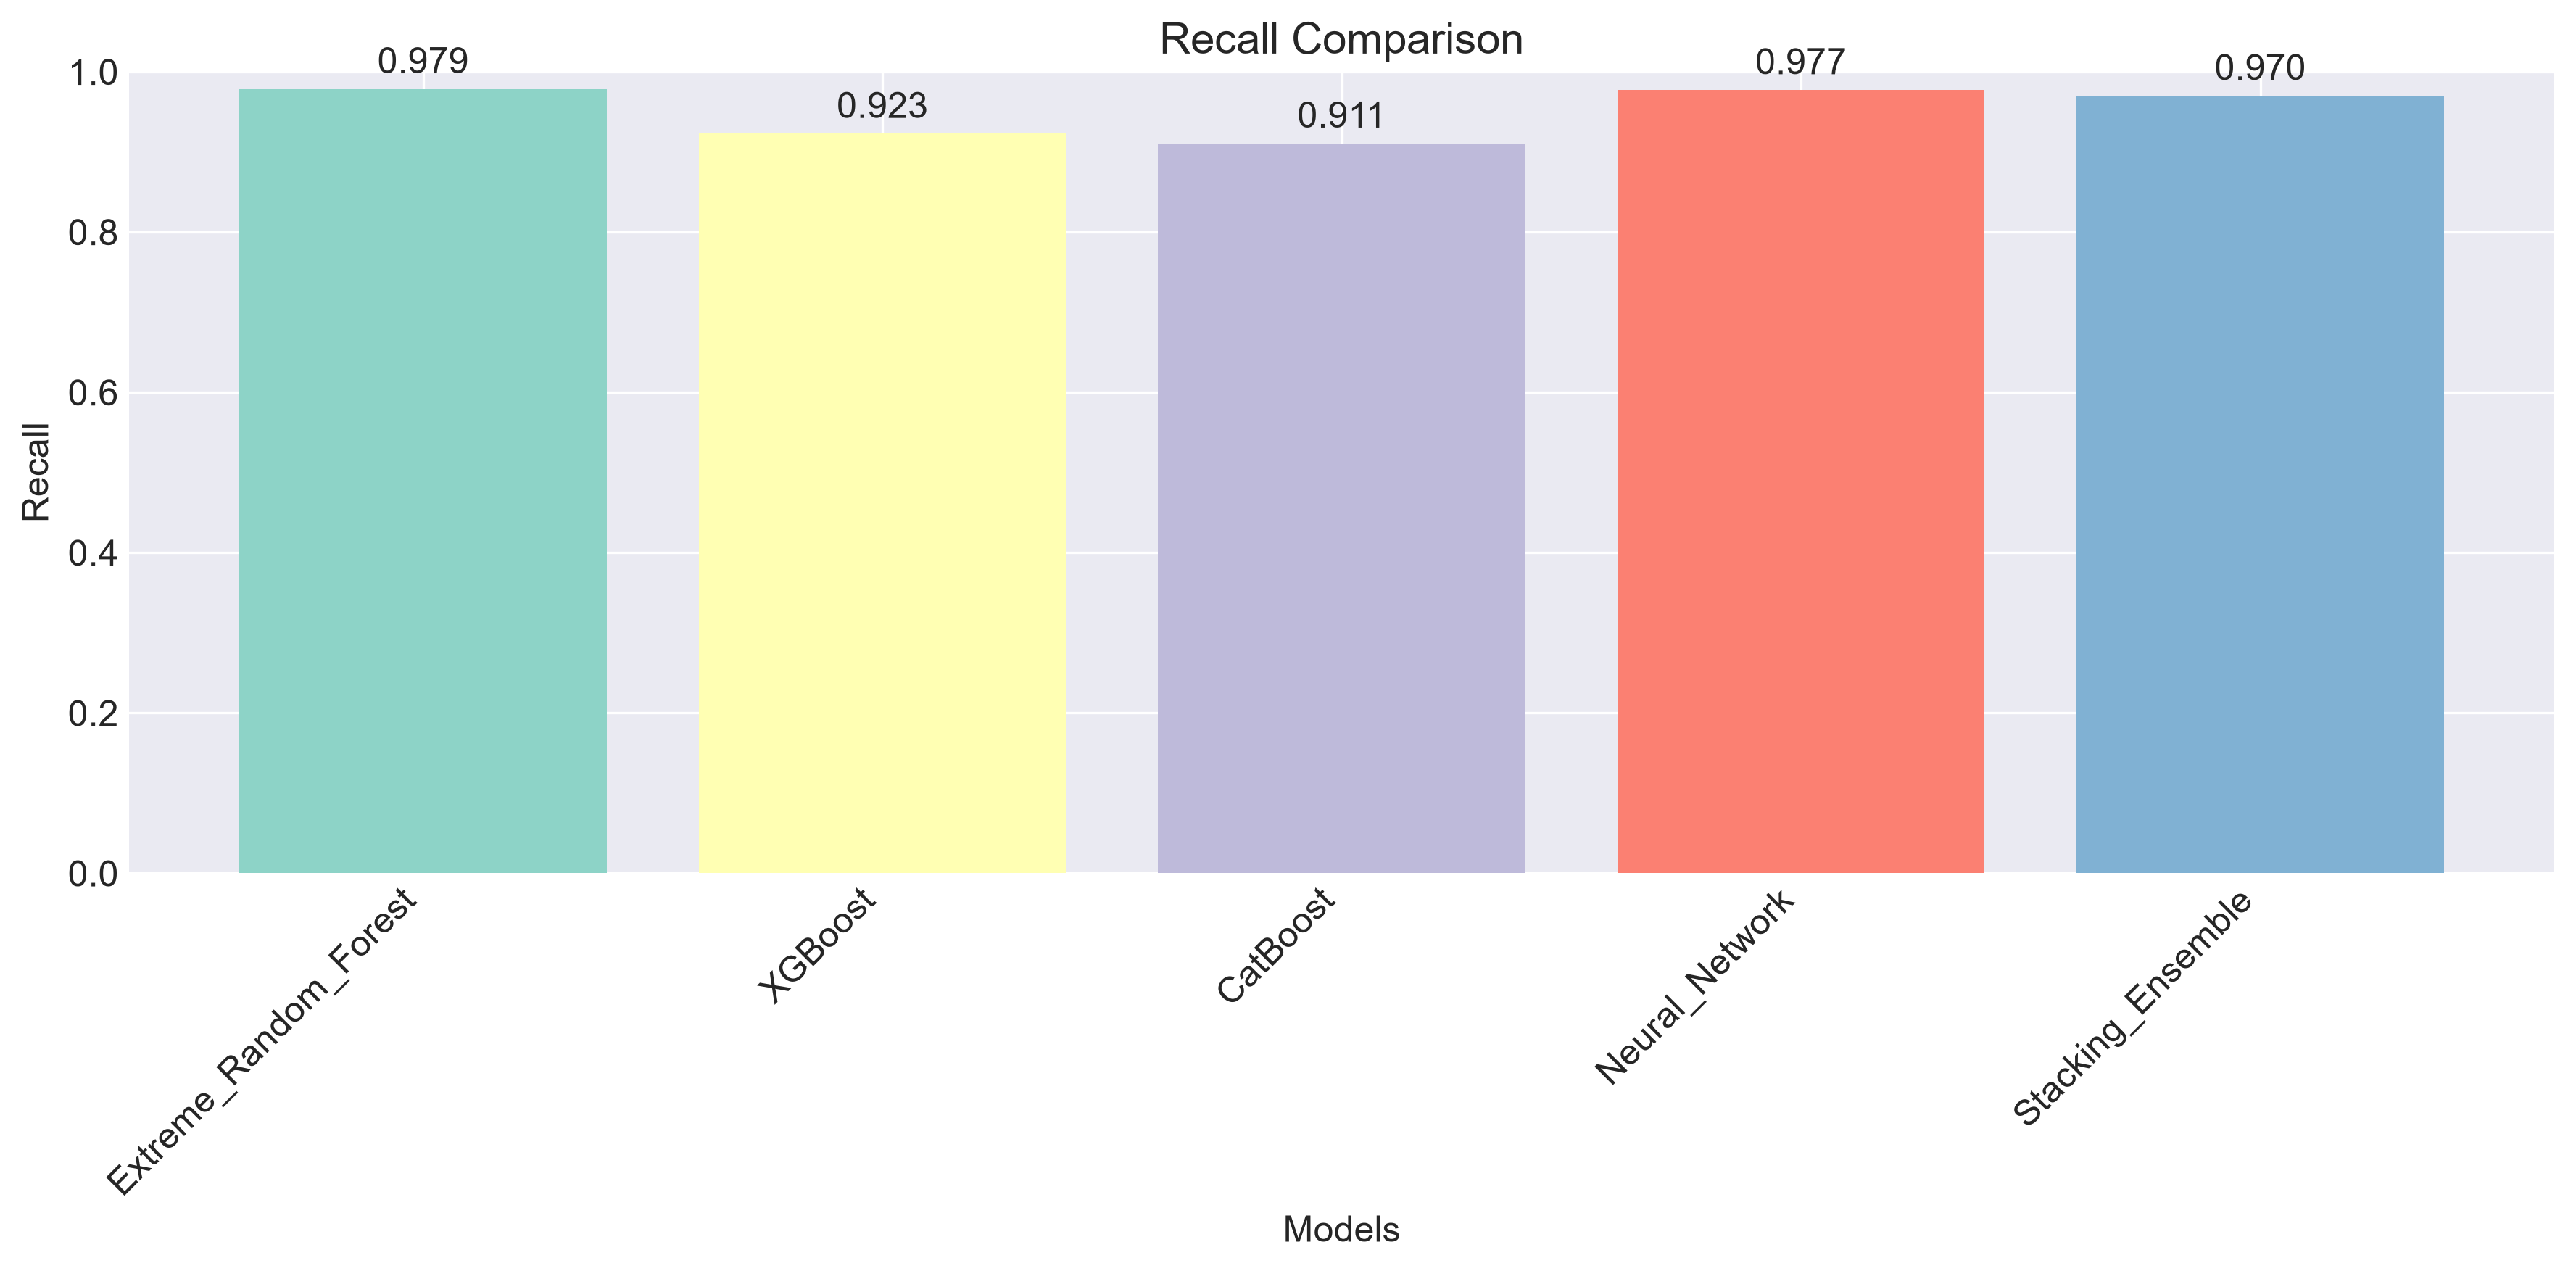 Recall Comparison
0.979
0.923
0.911
0.977
0.970
1.0
0.8
0.6
0.4
0.2
0.0
Recall
Extreme_Random_Forest
XGBoost
CatBoost
Neural_Network
Stacking_Ensemble
Models